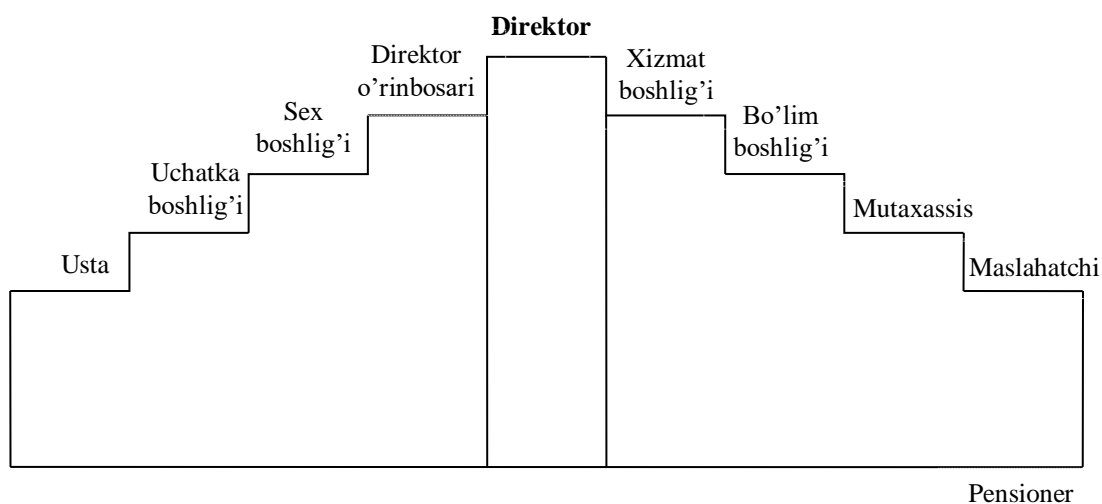 Direktor
Direktor
o’rinbosari
Xizmat
boshlig’i
Sex
boshlig’i
Bo’lim
boshlig’i
Uchatka
boshlig’i
Mutaxassis
Usta
Maslahatchi
Pensioner